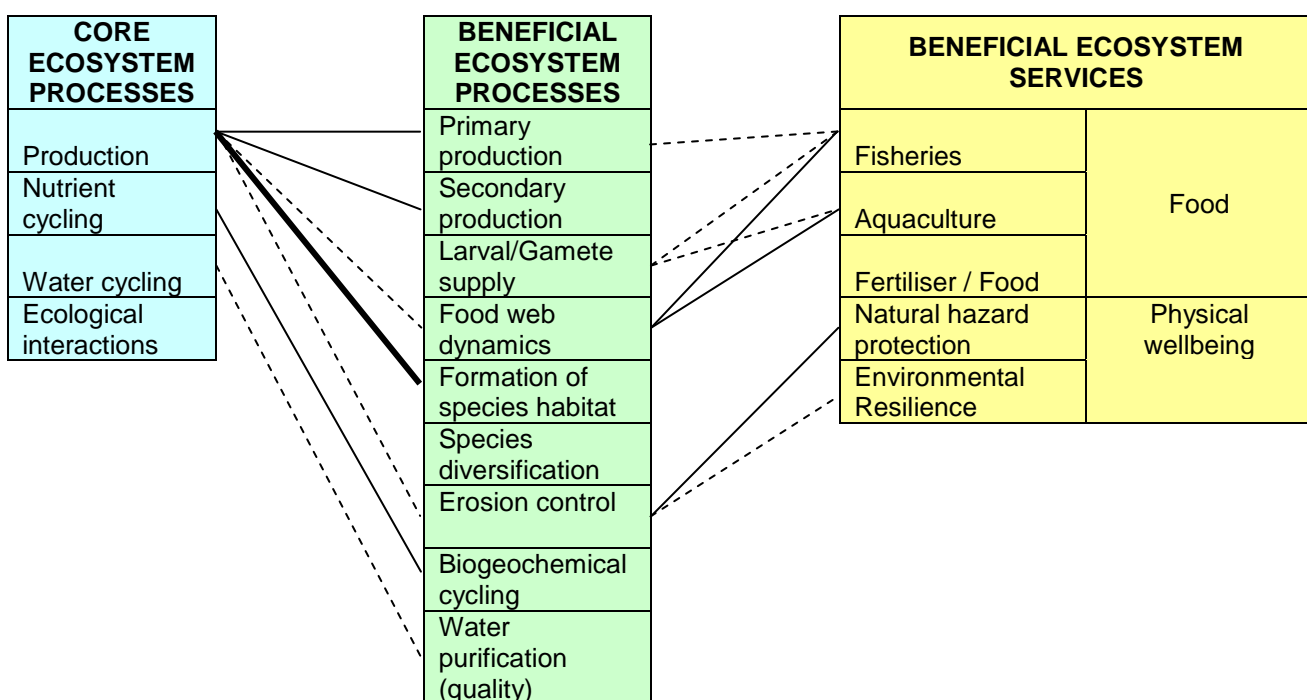 CORE
ECOSYSTEM
PROCESSES
Production
Nutrient
cycling
Water cycling
Ecological
interactions
BENEFICIAL
ECOSYSTEM
PROCESSES
Primary
production
Secondary
production
Larval/Gamete
supply
Food web
dynamics
Formation of
species habitat
Species
diversification
Erosion control
Biogeochemical
cycling
Water
purification
(quality)
BENEFICIAL ECOSYSTEM
SERVICES
Fisheries
Aquaculture
Fertiliser / Food
Food
Natural hazard
protection
Environmental
Resilience
Physical
wellbeing